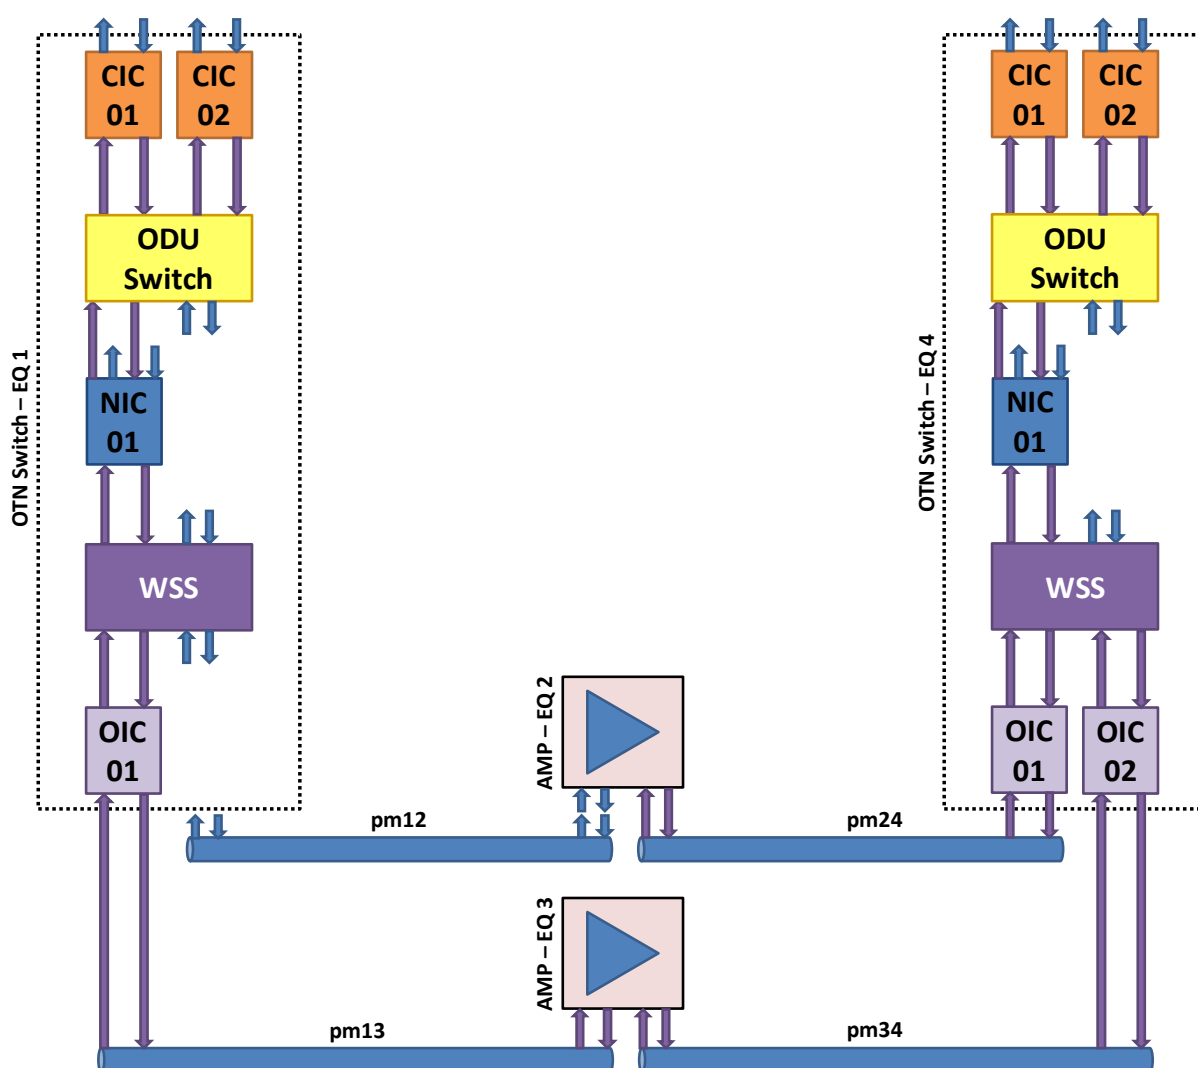 CIC
01
CIC
02
CIC
01
CIC
02
ODU
Switch
ODU
Switch
OTN Switch – EQ 1
NIC
01
OTN Switch – EQ 4
NIC
01
WSS
WSS
OIC
01
AMP – EQ 2
OIC
01
OIC
02
pm12
pm24
AMP – EQ 3
pm13
pm34